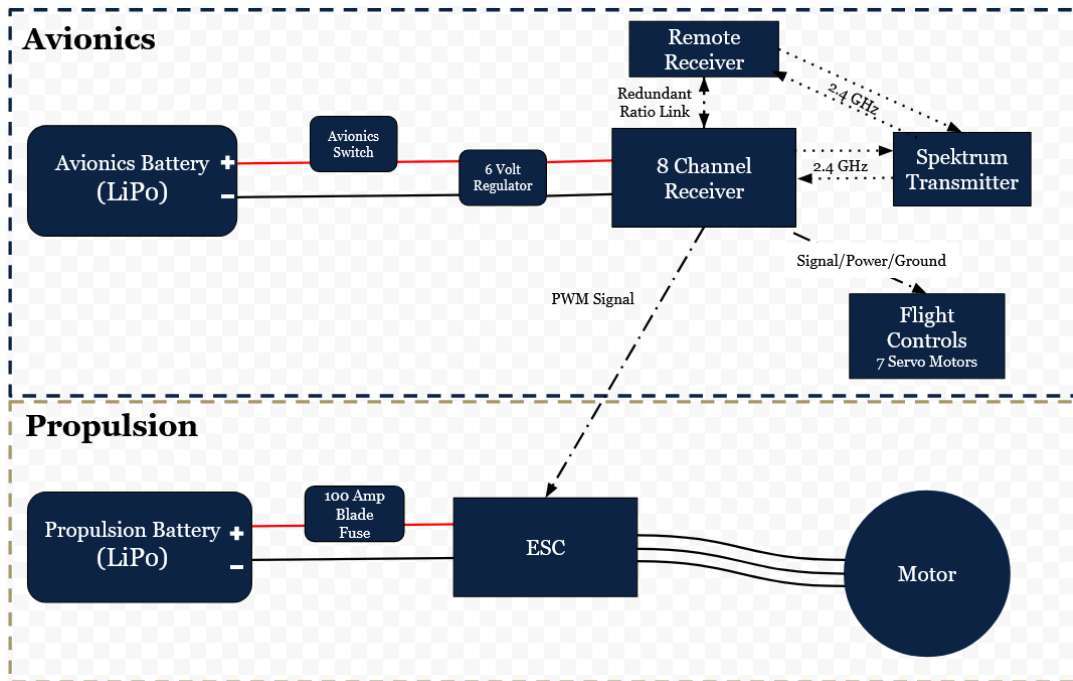 Avionics
Remote
Receiver
2.4 GHz
Redundant
Ratio Link
Avionics Battery
(LiPo)
+
−
Avionics
Switch
6 Volt
Regulator
8 Channel
Receiver
2.4 GHz
Spektrum
Transmitter
Signal/Power/Ground
PWM Signal
Flight
Controls
7 Servo Motors
Propulsion
Propulsion Battery
(LiPo)
+
−
100 Amp
Blade
Fuse
ESC
Motor